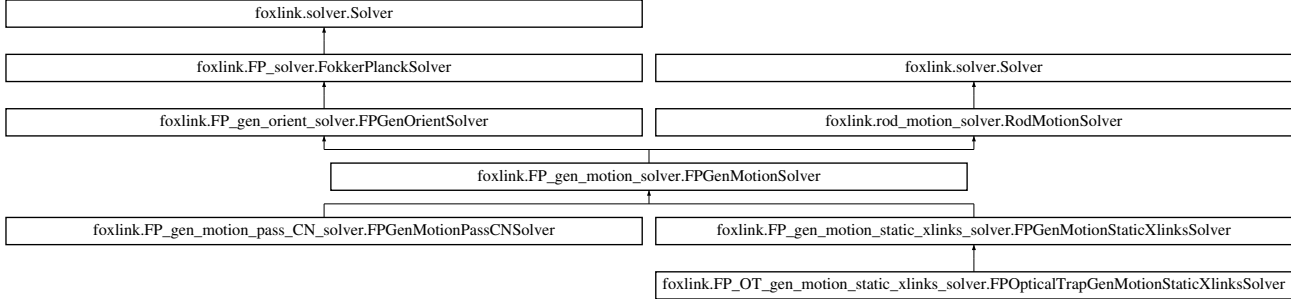 foxlink.solver.Solver
foxlink.FP_solver.FokkerPlanckSolver
foxlink.solver.Solver
foxlink.FP_gen_orient_solver.FPGenOrientSolver
foxlink.rod_motion_solver.RodMotionSolver
foxlink.FP_gen_motion_solver.FPGenMotionSolver
foxlink.FP_gen_motion_pass_CN_solver.FPGenMotionPassCNSolver
foxlink.FP_gen_motion_static_xlinks_solver.FPGenMotionStaticXlinksSolver
foxlink.FP_OT_gen_motion_static_xlinks_solver.FPOpticalTrapGenMotionStaticXlinksSolver